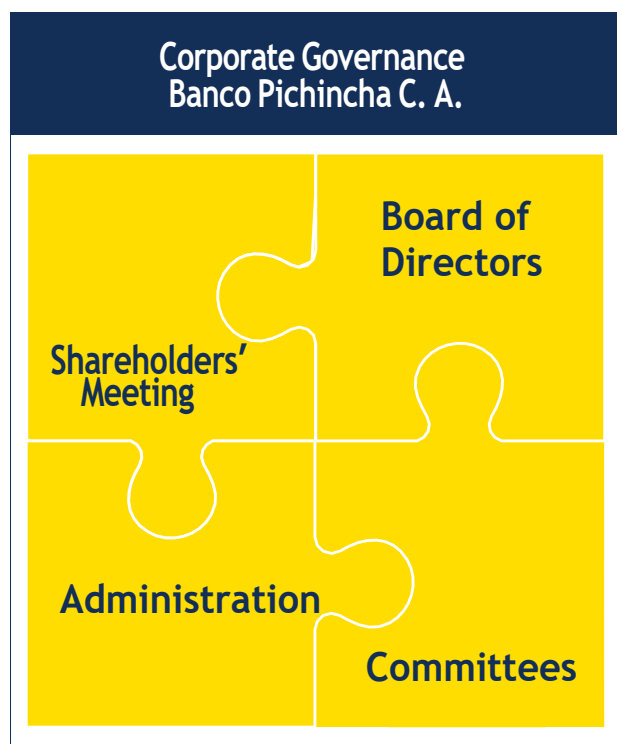 Corporate Governance
Banco Pichincha C. A.
Board of
Directors
Shareholders’
Meeting
Administration
Committees